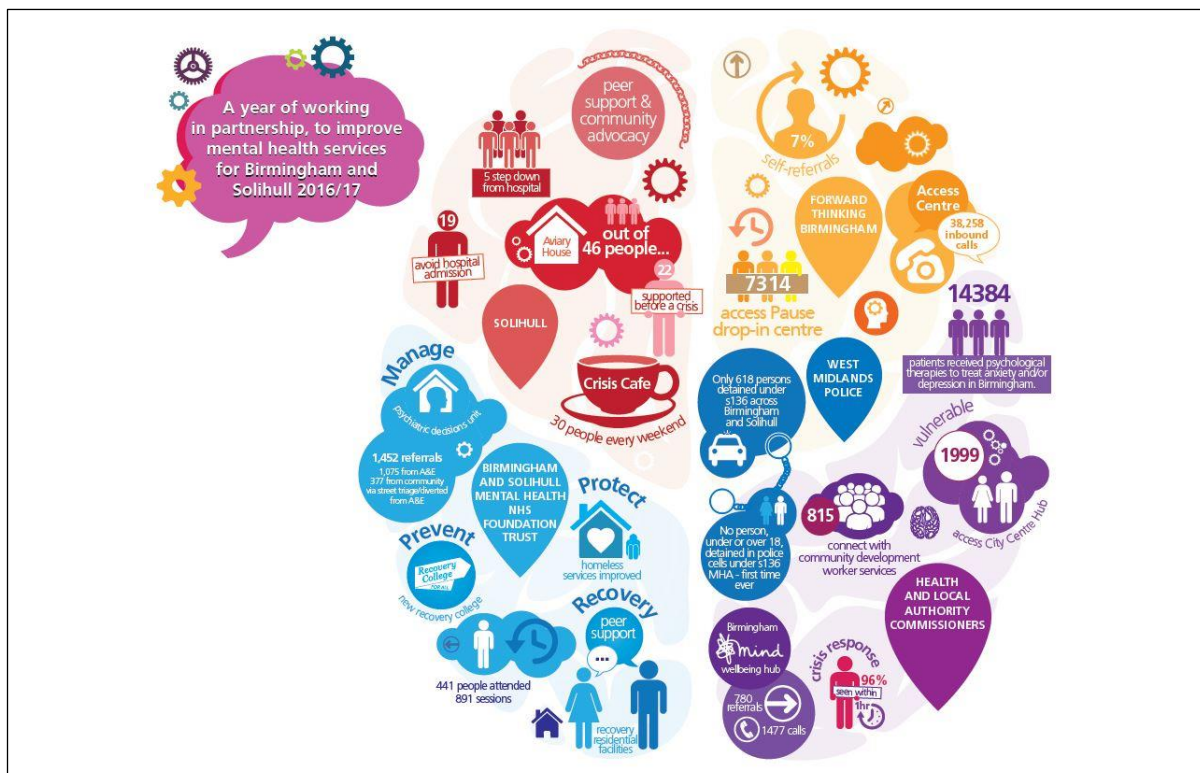 A year of working
in partnership, to improve
mental health services
for Birmingham and
Solihull 2016/17
peer
support &
community
advocacy
5 step down
from hospital
19
avoid hospital
admission
Aviary
House
out of
46 people...
22
supported
before a crisis
SOLIHULL
Crisis Cafe
30 people every weekend
7%
self-referrals
FORWARD
THINKING
BIRMINGHAM
Access
Centre
38,258
inbound
calls
7314
access Pause
drop-in centre
14384
patients received psychological
therapies to treat anxiety and/or
depression in Birmingham.
WEST
MIDLANDS
POLICE
Only 618 persons
detained under
s136 across
Birmingham
and Solihull
No person,
under or over 18,
detained in police
cells under s136
MHA - first time
ever
Manage
psychiatric decisions unit
1,452 referrals
1,075 from A&E
377 from community
via street triage/diverted
from A&E
BIRMINGHAM
AND SOLIHULL
MENTAL HEALTH
NHS
FOUNDATION
TRUST
Protect
homeless
services improved
Prevent
Recovery
College
FOR ALL
new recovery college
441 people attended
891 sessions
Recovery
peer
support
...
recovery
residential
facilities
vulnerable
1999
access City Centre Hub
815
connect with
community development
worker services
HEALTH
AND LOCAL
AUTHORITY
COMMISSIONERS
Birmingham
mind
wellbeing hub
780
referrals
1477 calls
crisis response
96%
seen within
1hr